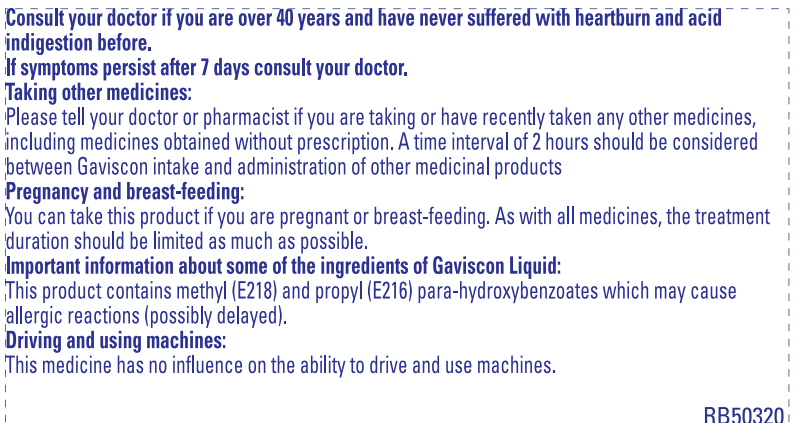 Consult your doctor if you are over 40 years and have never suffered with heartburn and acid
indigestion before.
If symptoms persist after 7 days consult your doctor.
Taking other medicines:
Please tell your doctor or pharmacist if you are taking or have recently taken any other medicines,
including medicines obtained without prescription. A time interval of 2 hours should be considered
between Gaviscon intake and administration of other medicinal products
Pregnancy and breast-feeding:
You can take this product if you are pregnant or breast-feeding. As with all medicines, the treatment
duration should be limited as much as possible.
Important information about some of the ingredients of Gaviscon Liquid:
This product contains methyl (E218) and propyl (E216) para-hydroxybenzoates which may cause
allergic reactions (possibly delayed).
Driving and using machines:
This medicine has no influence on the ability to drive and use machines.
RB50320